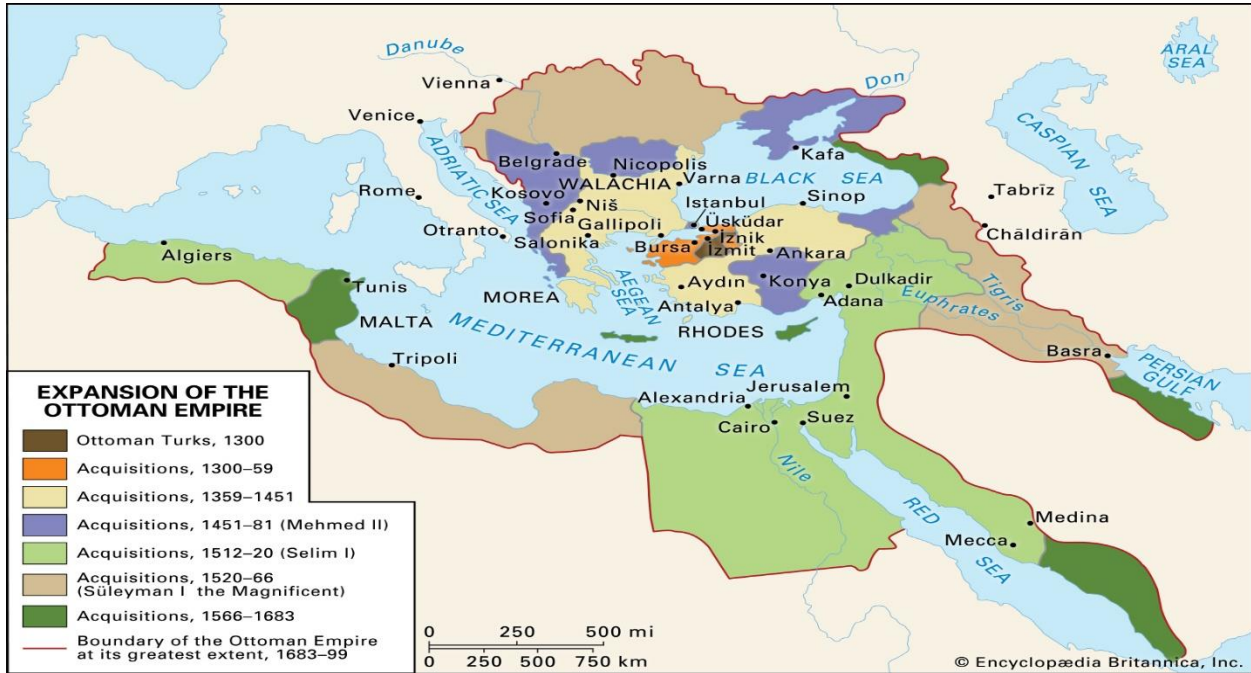 Danube
Vienna
Don
ARAL
SEA
Venice
ADRIATIC SEA
CASPIAN
SEA
Belgrade
Nicopolis
Kafa
WALACHIA
Varna
BLACK SEA
Rome
Kosovo
Niš
Istanbul
Sinop
Tabrīz
Sofia
Gallipoli
Üsküdar
Otranto
Salonika
Bursa
İznik
İzmit
Ankara
Chāldirān
Algiers
AEGEAN
SEA
Aydın
Konya
Dulkadir
Tigris
Tunis
MOREA
Antalya
Adana
Euphrates
MALTA
MEDITERRANEAN SEA
RHODES
Tripoli
Basra
PERSIAN
GULF
Jerusalem
Alexandria
Cairo
Suez
Nile
RED
SEA
Medina
Mecca
EXPANSION OF THE
OTTOMAN EMPIRE
Ottoman Turks, 1300
Acquisitions, 1300–59
Acquisitions, 1359–1451
Acquisitions, 1451–81 (Mehmed II)
Acquisitions, 1512–20 (Selim I)
Acquisitions, 1520–66
(Süleyman I the Magnificent)
Acquisitions, 1566–1683
Boundary of the Ottoman Empire
at its greatest extent, 1683–99
0 250 500 mi
0 250 500 750 km
© Encyclopædia Britannica, Inc.